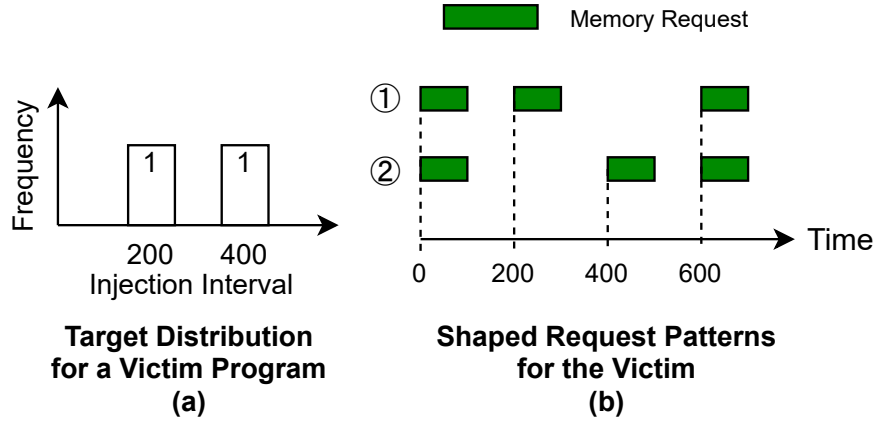 Memory Request
Frequency
1 1
200 400
Injection Interval
Target Distribution
for a Victim Program
(a)
①
②
Time
0 200 400 600
Shaped Request Patterns
for the Victim
(b)